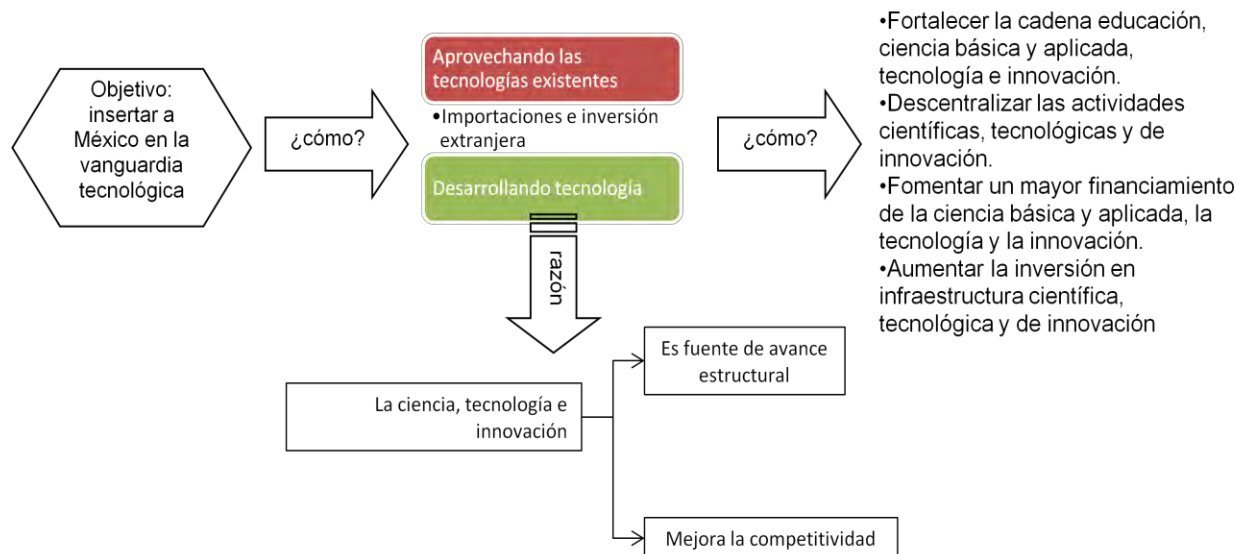 Objetivo:
insertar a
México en la
vanguardia
tecnológica
¿cómo?
Aprovechando las
tecnologías existentes
•Importaciones e inversión
extranjera
Desarrollando tecnología
¿cómo?
•Fortalecer la cadena educación,
ciencia básica y aplicada,
tecnología e innovación.
•Descentralizar las actividades
científicas, tecnológicas y de
innovación.
•Fomentar un mayor financiamiento
de la ciencia básica y aplicada, la
tecnología y la innovación.
•Aumentar la inversión en
infraestructura científica,
tecnológica y de innovación
razón
La ciencia, tecnología e
innovación
Es fuente de avance
estructural
Mejora la competitividad